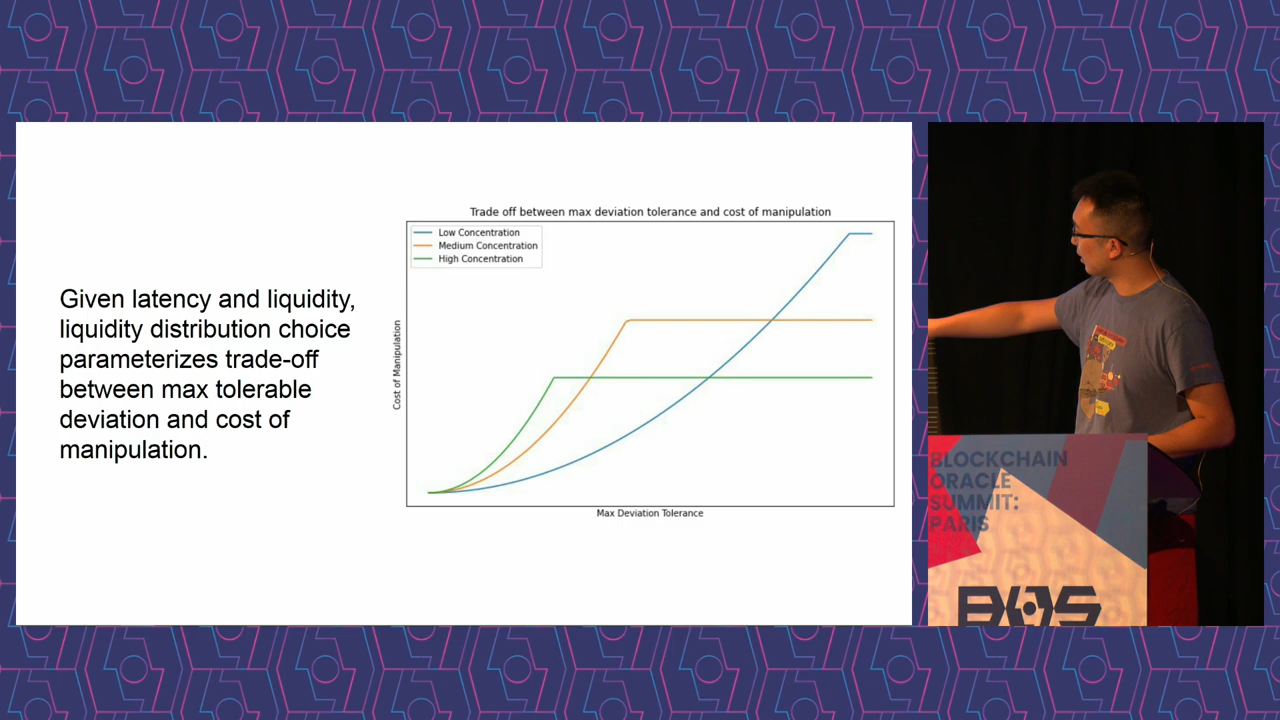 Given latency and liquidity,
liquidity distribution choice
parameterizes trade-off
between max tolerable
deviation and cost of
manipulation.
Trade off between max deviation tolerance and cost of manipulation
Low Concentration
Medium Concentration
High Concentration
Cost of Manipulation
Max Deviation Tolerance
BLOCKCHAIN
ORACLE
SUMMIT:
PARIS
BOS